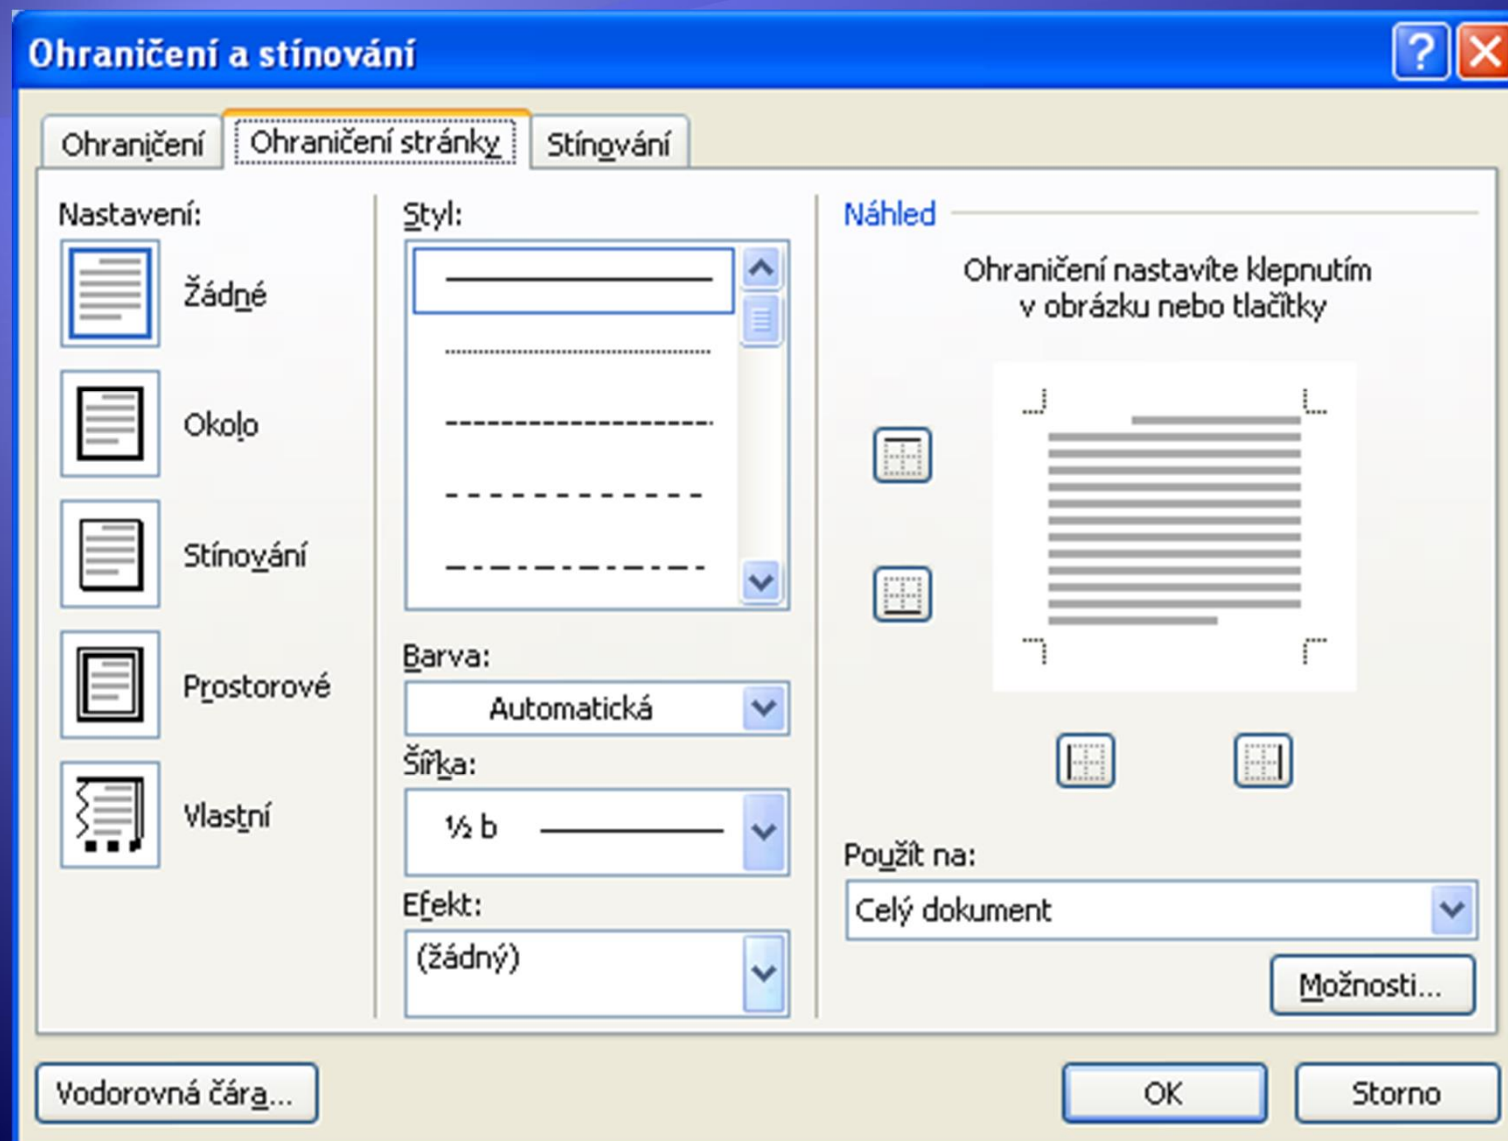 Ohraničení a stínování
Ohraničení
Ohraničení stránky
Stínování
Nastavení:
Žádné
Okolo
Stínování
Prostorové
Vlastní
Styl:
Barva:
Automatická
Šířka:
½ b
Efekt:
(žádný)
Náhled
Ohraničení nastavíte klepnutím
v obrázku nebo tlačítky
Použít na:
Celý dokument
Možnosti...
Vodorovná čára...
OK
Storno